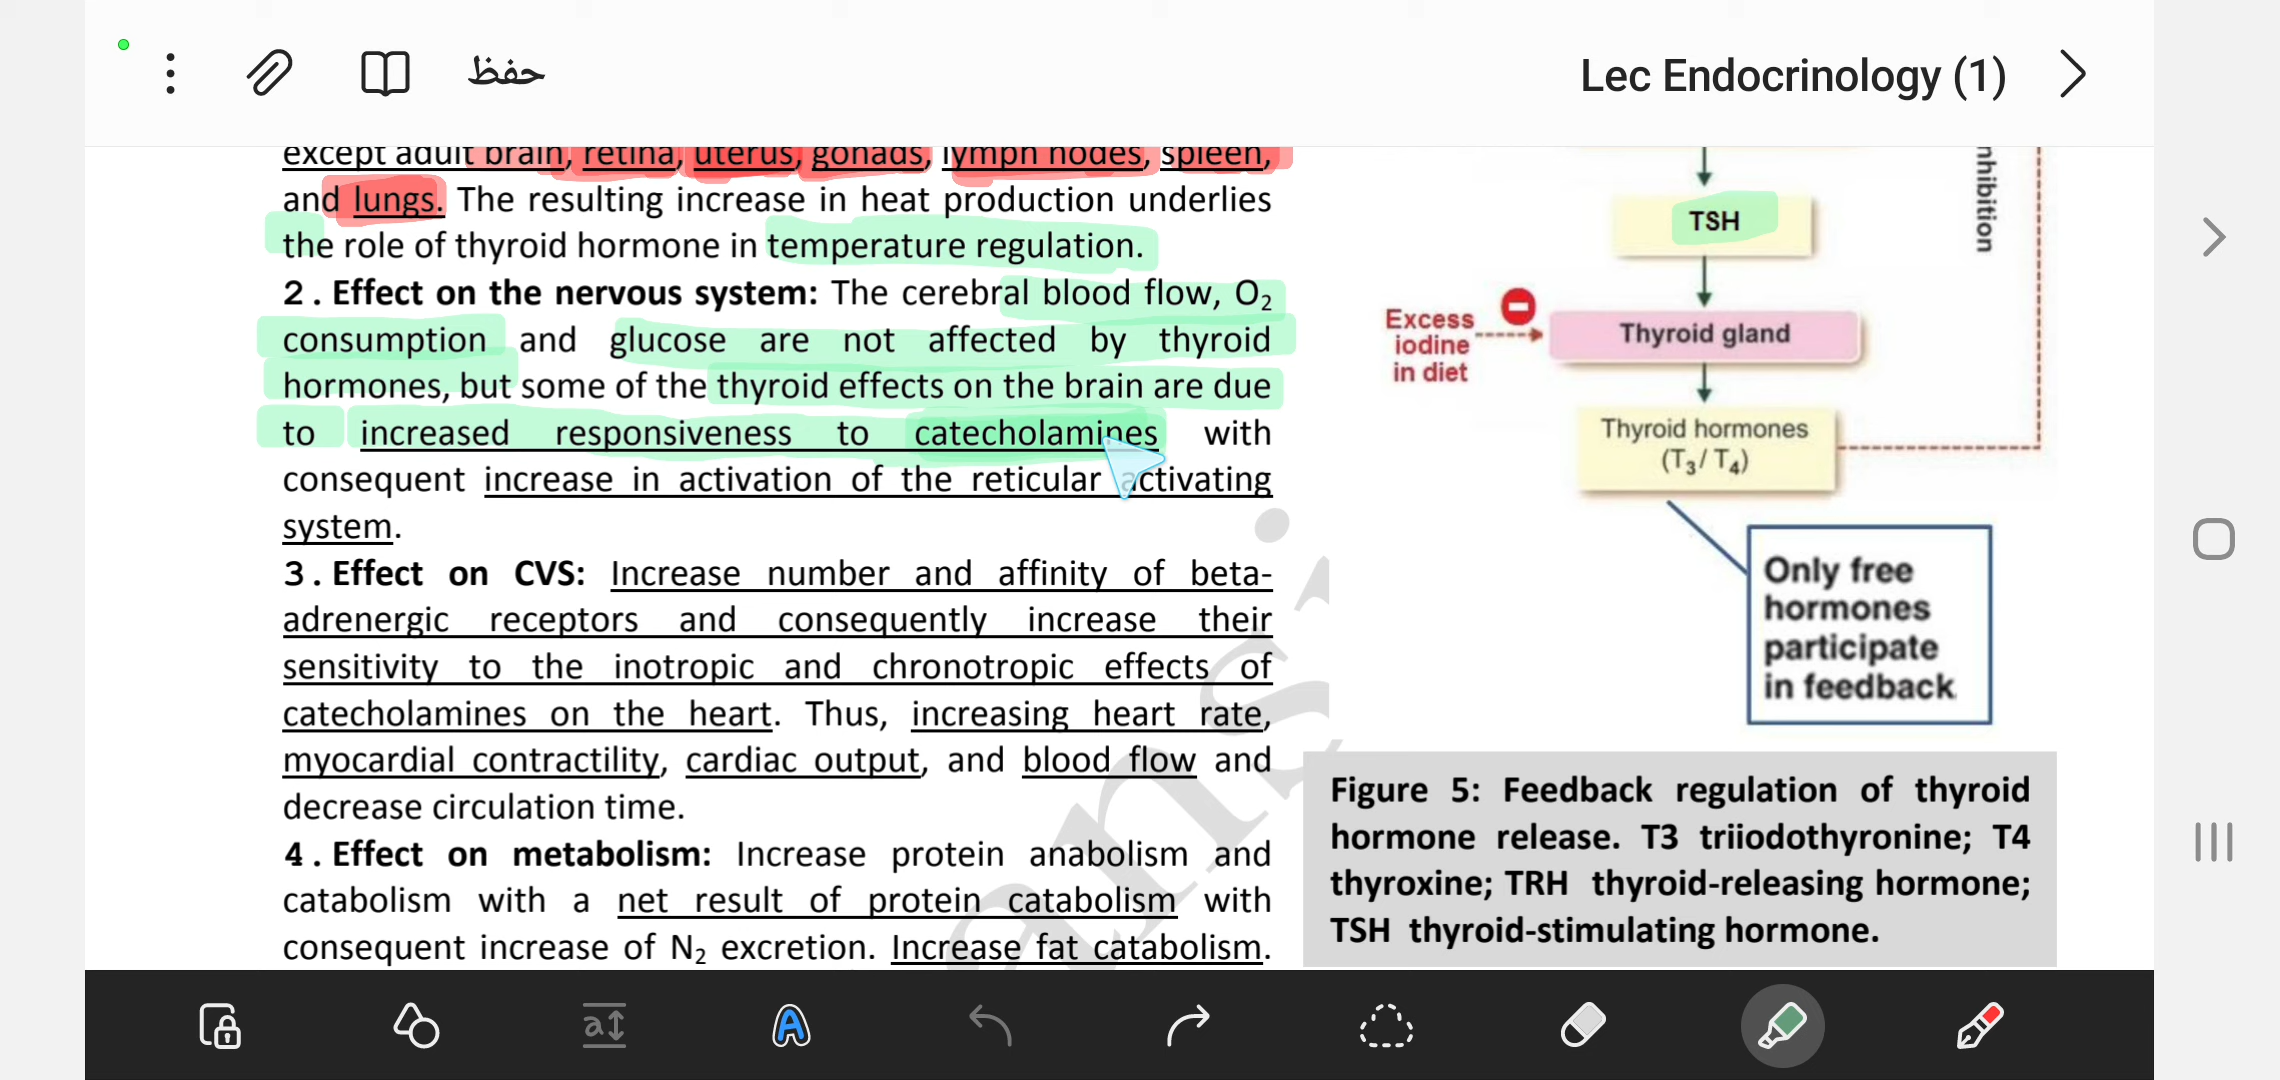 حفظ
Lec Endocrinology (1)
except adult brain, retina, uterus, gonads, lymph nodes, spleen,
and lungs. The resulting increase in heat production underlies
the role of thyroid hormone in temperature regulation.
2. Effect on the nervous system: The cerebral blood flow, O₂
consumption and glucose are not affected by thyroid
hormones, but some of the thyroid effects on the brain are due
to increased responsiveness to catecholamines with
consequent increase in activation of the reticular activating
system.
3. Effect on CVS: Increase number and affinity of beta-
adrenergic receptors and consequently increase their
sensitivity to the inotropic and chronotropic effects of
catecholamines on the heart. Thus, increasing heart rate,
myocardial contractility, cardiac output, and blood flow and
decrease circulation time.
4. Effect on metabolism: Increase protein anabolism and
catabolism with a net result of protein catabolism with
consequent increase of N₂ excretion. Increase fat catabolism.
TSH
Excess
iodine
in diet
Thyroid gland
Thyroid hormones
(T₃/ T₄)
Only free
hormones
participate
in feedback
Figure 5: Feedback regulation of thyroid
hormone release. T3 triiodothyronine; T4
thyroxine; TRH thyroid-releasing hormone;
TSH thyroid-stimulating hormone.
a
A